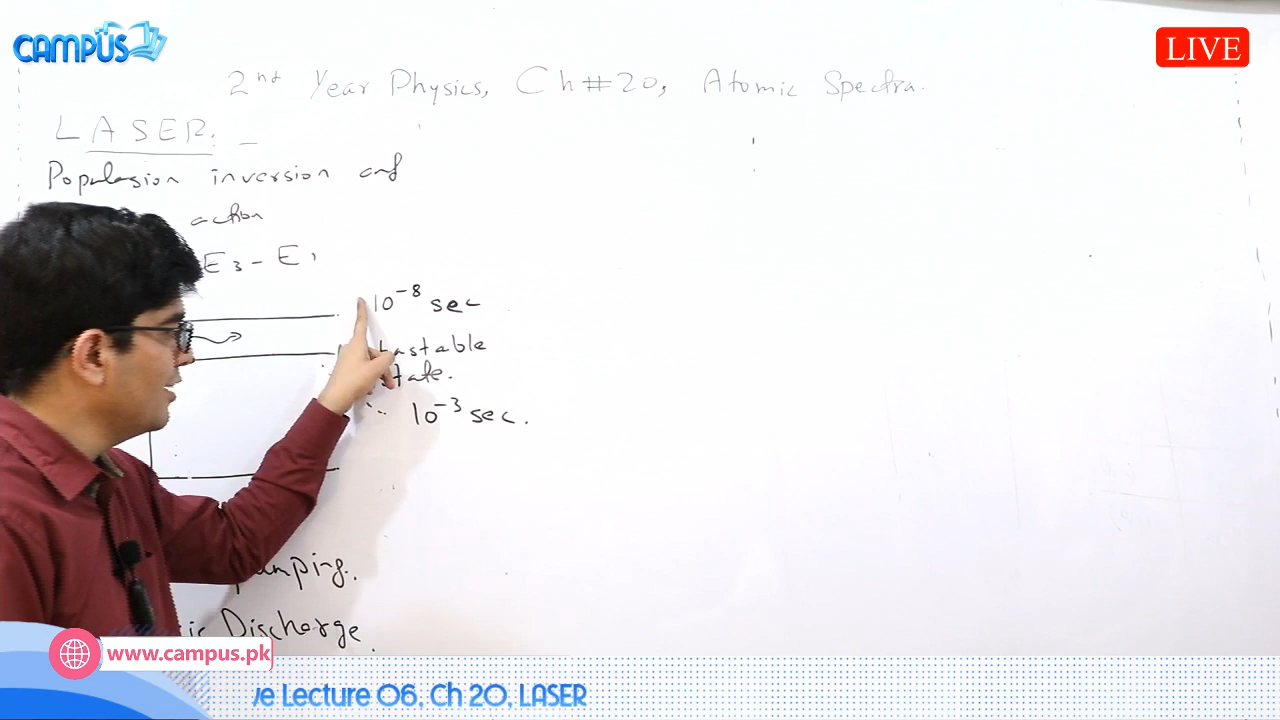 CAMPUS
LIVE
2nd Year Physics, Ch #20, Atomic Spectra.
LASER:
Population inversion and
action
E3 - E1
10-8 sec
state.
10-3 sec.
Discharge.
www.campus.pk
Lecture 06, Ch 20, LASER